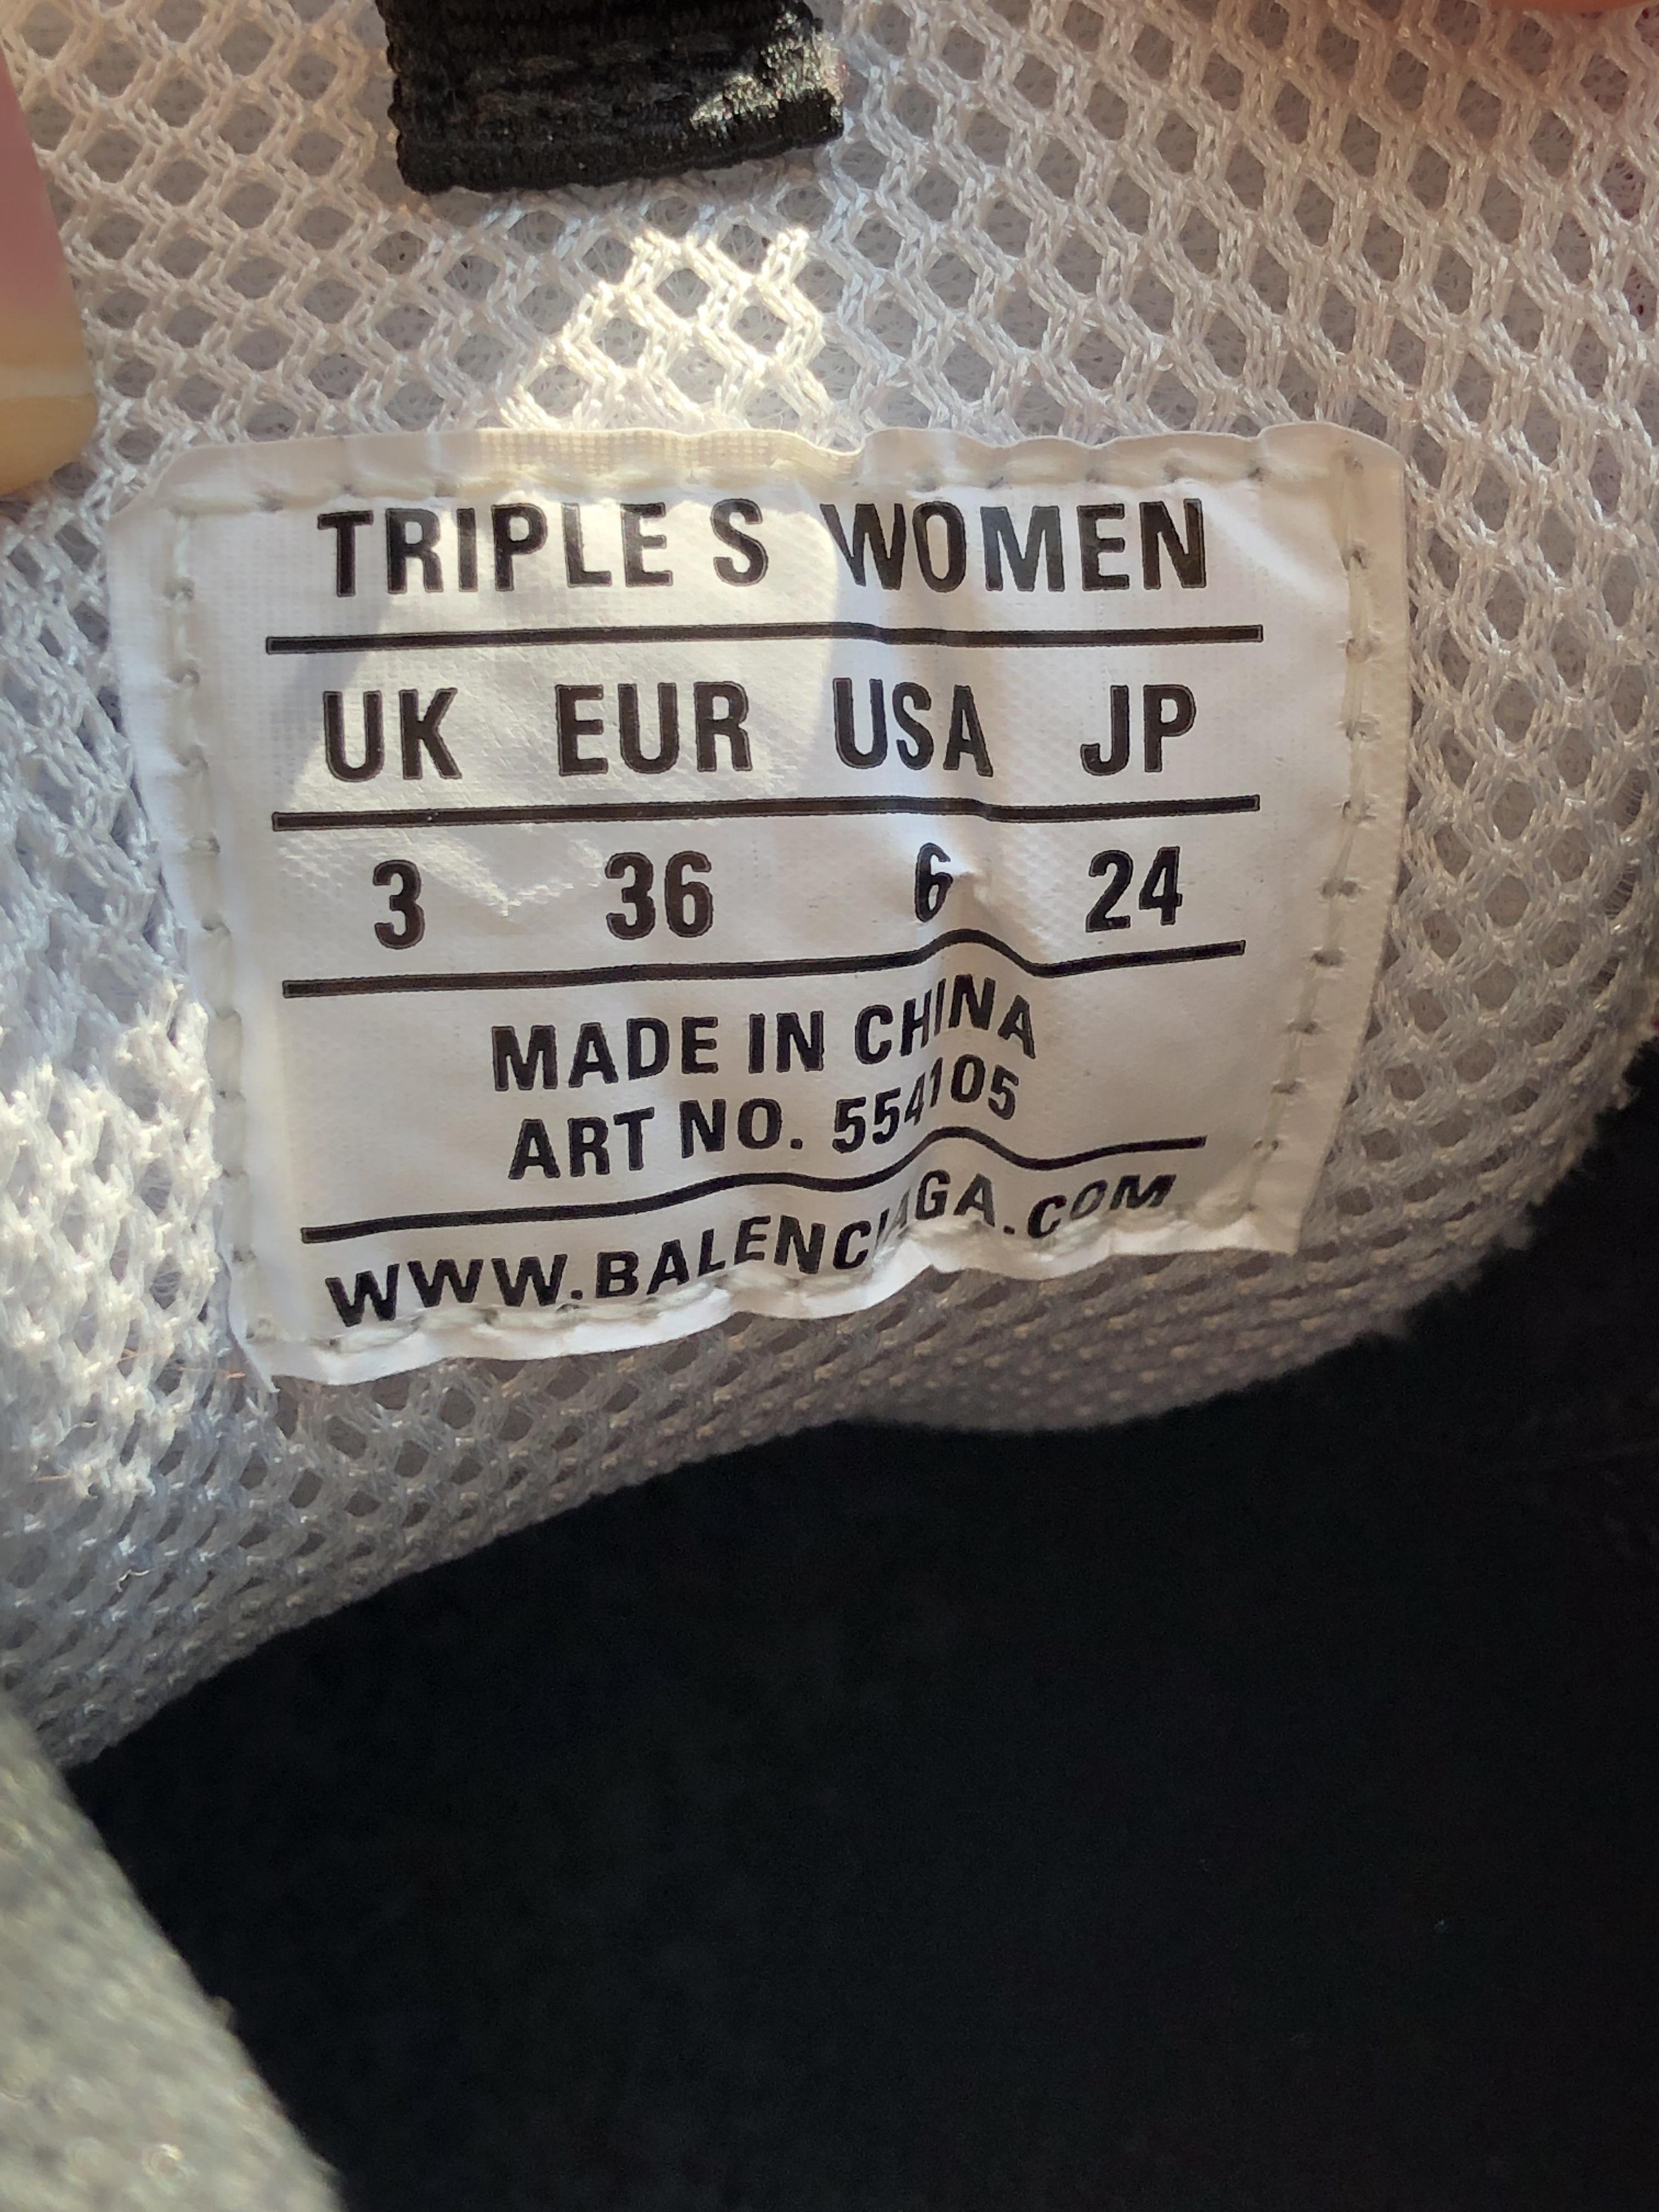 TRIPLE S WOMEN
UK EUR USA JP
3 36 6 24
MADE IN CHINA
ART NO. 554105
WWW.BALENCIAGA.COM